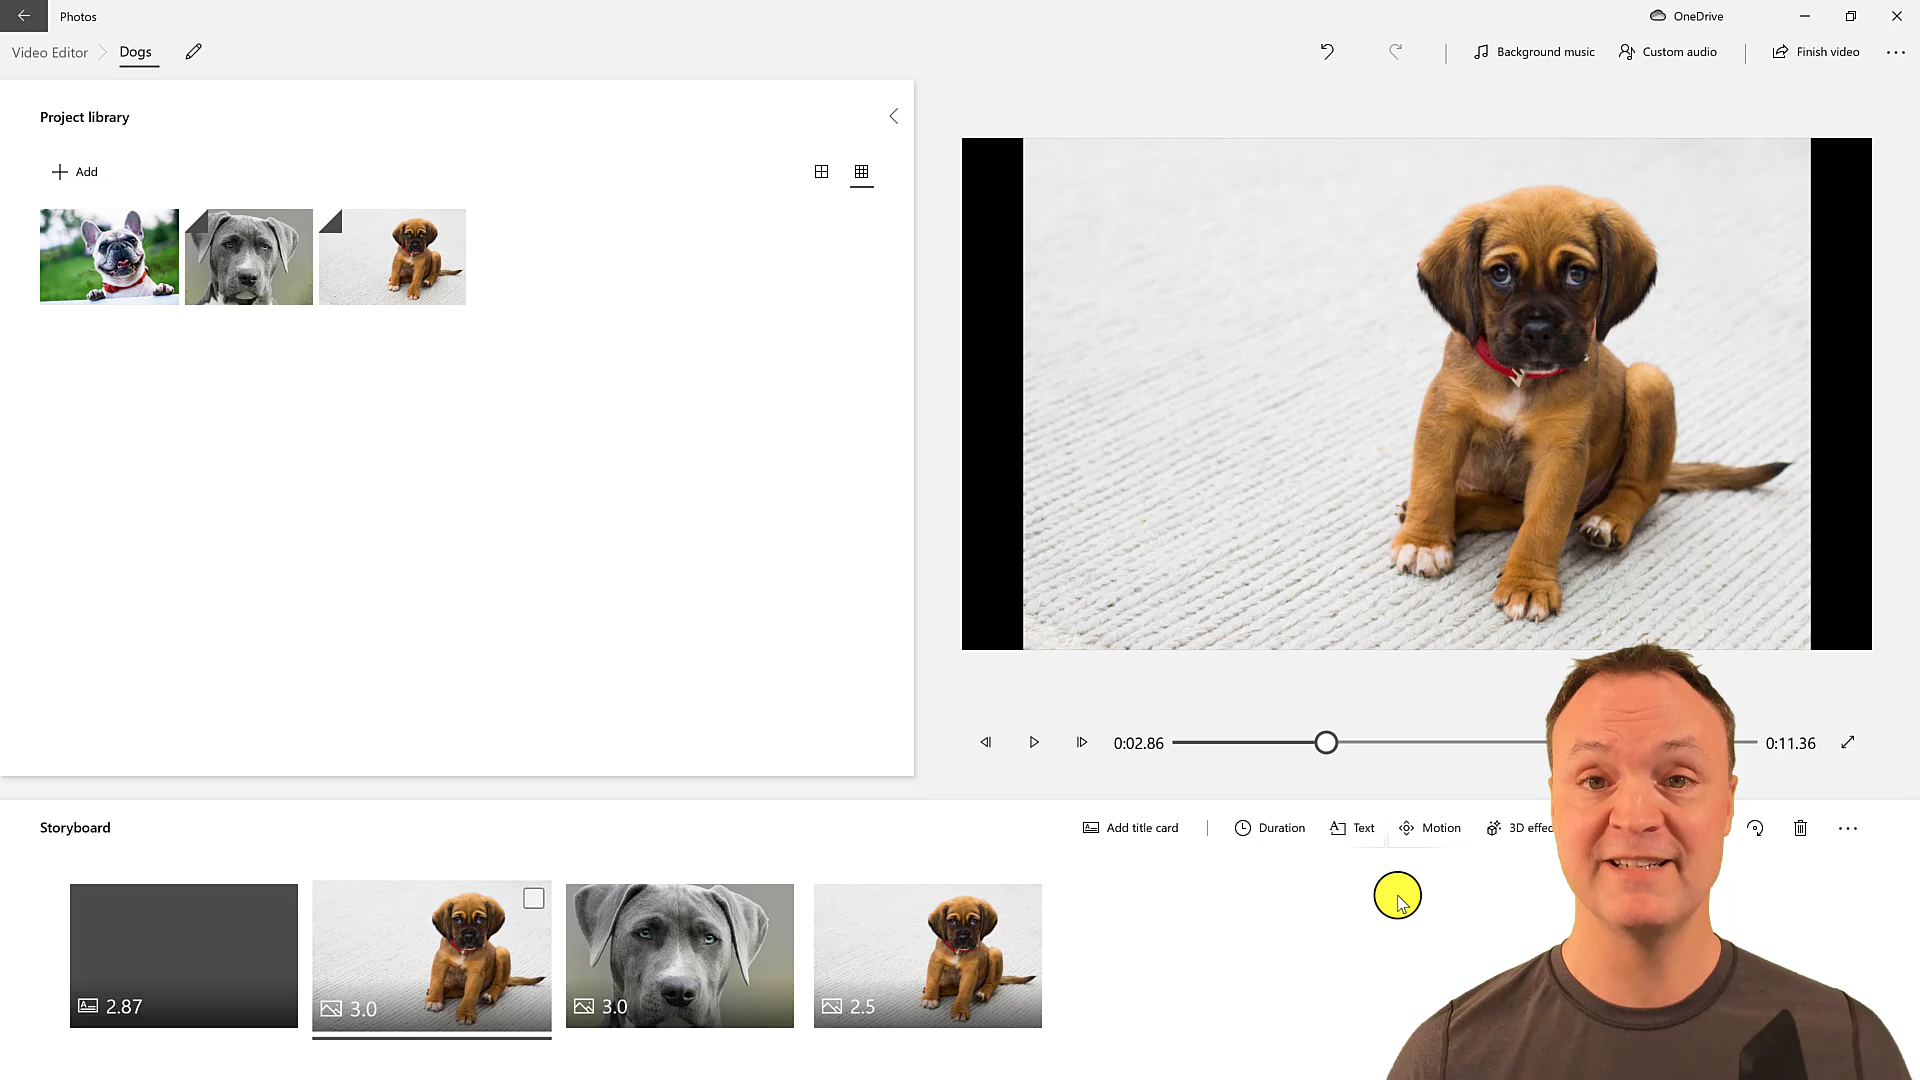 Photos
OneDrive
Video Editor
Dogs
Background music
Custom audio
Finish video
Project library
Add
0:02.86
0:11.36
Storyboard
Add title card
Duration
Text
Motion
3D effec
2.87
3.0
3.0
2.5